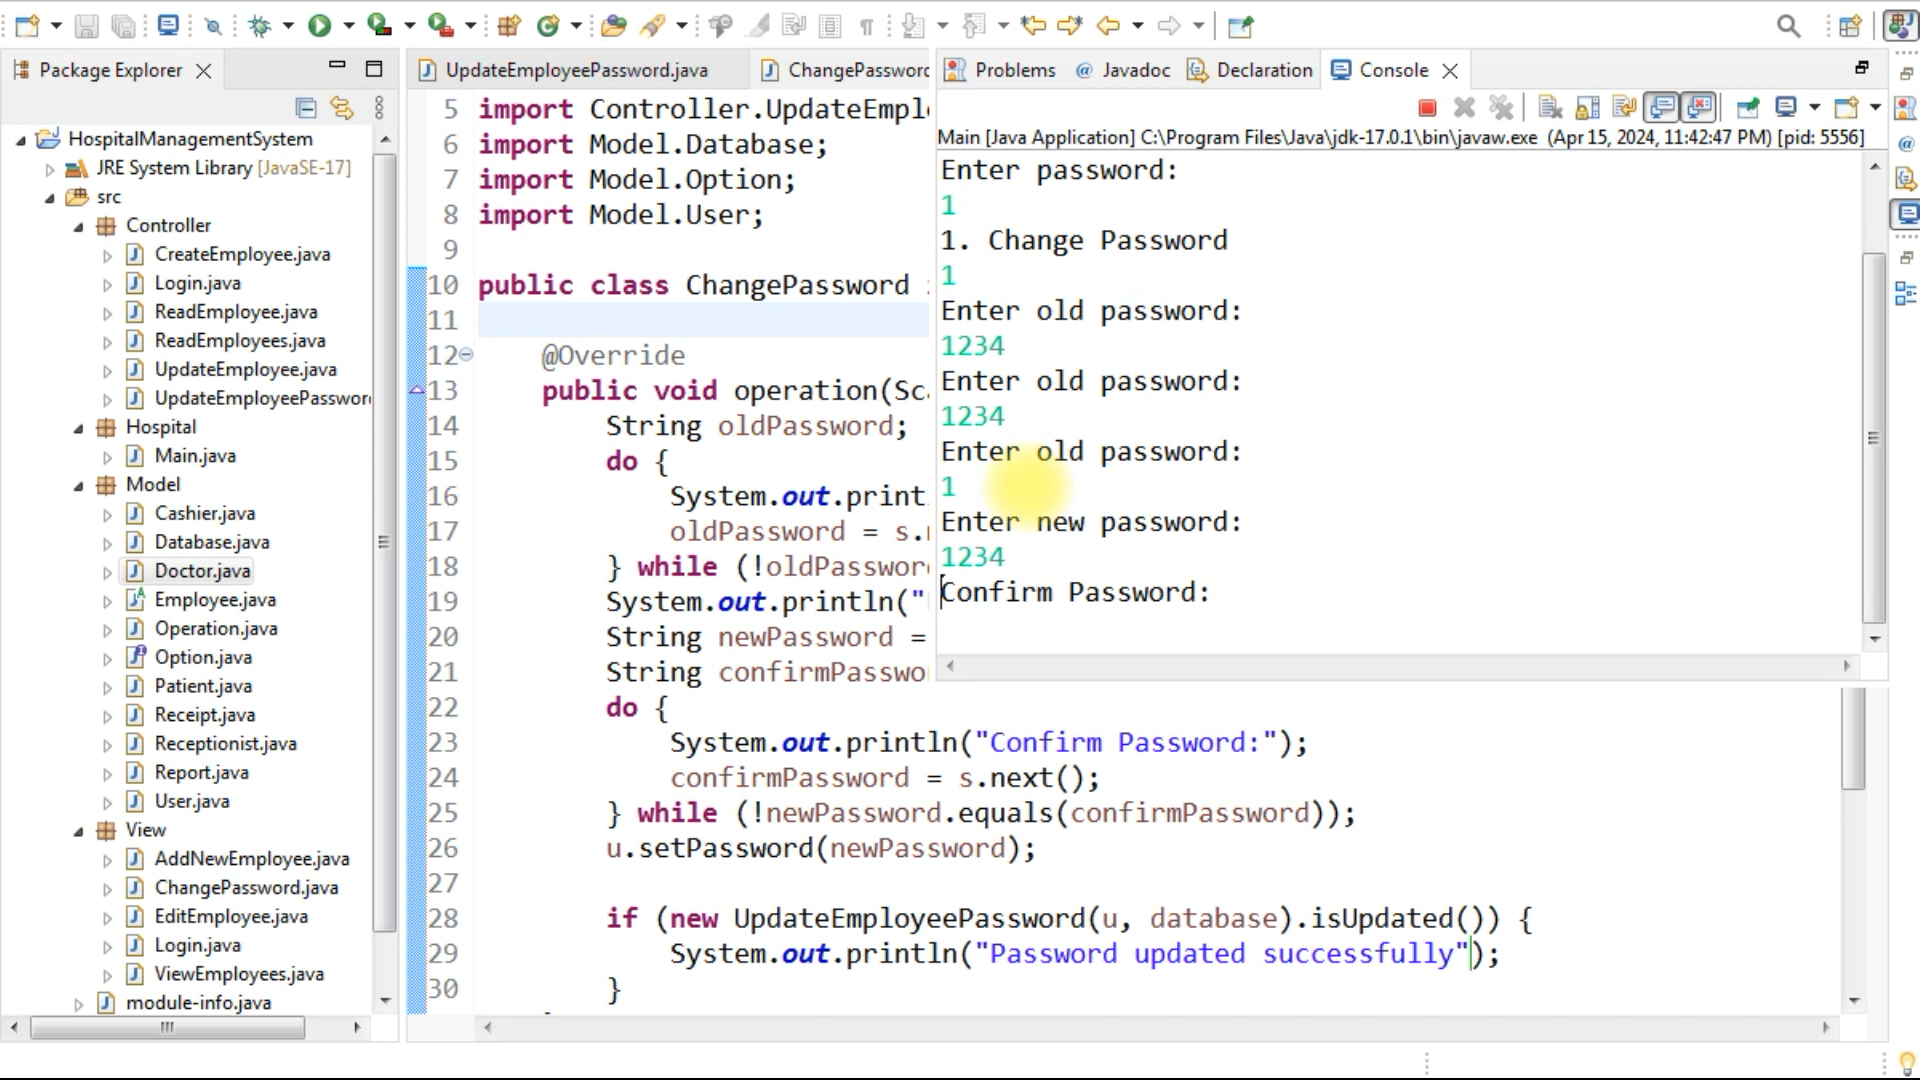 Package Explorer
HospitalManagementSystem
JRE System Library [JavaSE-17]
src
Controller
CreateEmployee.java
Login.java
ReadEmployee.java
ReadEmployees.java
UpdateEmployee.java
UpdateEmployeePasswor
Hospital
Main.java
Model
Cashier.java
Database.java
Doctor.java
Employee.java
Operation.java
Option.java
Patient.java
Receipt.java
Receptionist.java
Report.java
User.java
View
AddNewEmployee.java
ChangePassword.java
EditEmployee.java
Login.java
ViewEmployees.java
module-info.java
UpdateEmployeePassword.java
ChangePassword
5 import Controller.UpdateEmpl
6 import Model.Database;
7 import Model.Option;
8 import Model.User;
9
10 public class ChangePassword
11
12 @Override
13 public void operation(Sc
14 String oldPassword;
15 do {
16 System.out.print
17 oldPassword = s.
18 } while (!oldPasswor
19 System.out.println("
20 String newPassword =
21 String confirmPasswo
22 do {
23 System.out.println("Confirm Password:");
24 confirmPassword = s.next();
25 } while (!newPassword.equals(confirmPassword));
26 u.setPassword(newPassword);
27
28 if (new UpdateEmployeePassword(u, database).isUpdated()) {
29 System.out.println("Password updated successfully");
30 }
Problems
@ Javadoc
Declaration
Console
Main [Java Application] C:\Program Files\Java\jdk-17.0.1\bin\javaw.exe (Apr 15, 2024, 11:42:47 PM) [pid: 5556]
Enter password:
1
1. Change Password
1
Enter old password:
1234
Enter old password:
1234
Enter old password:
1
Enter new password:
1234
Confirm Password: